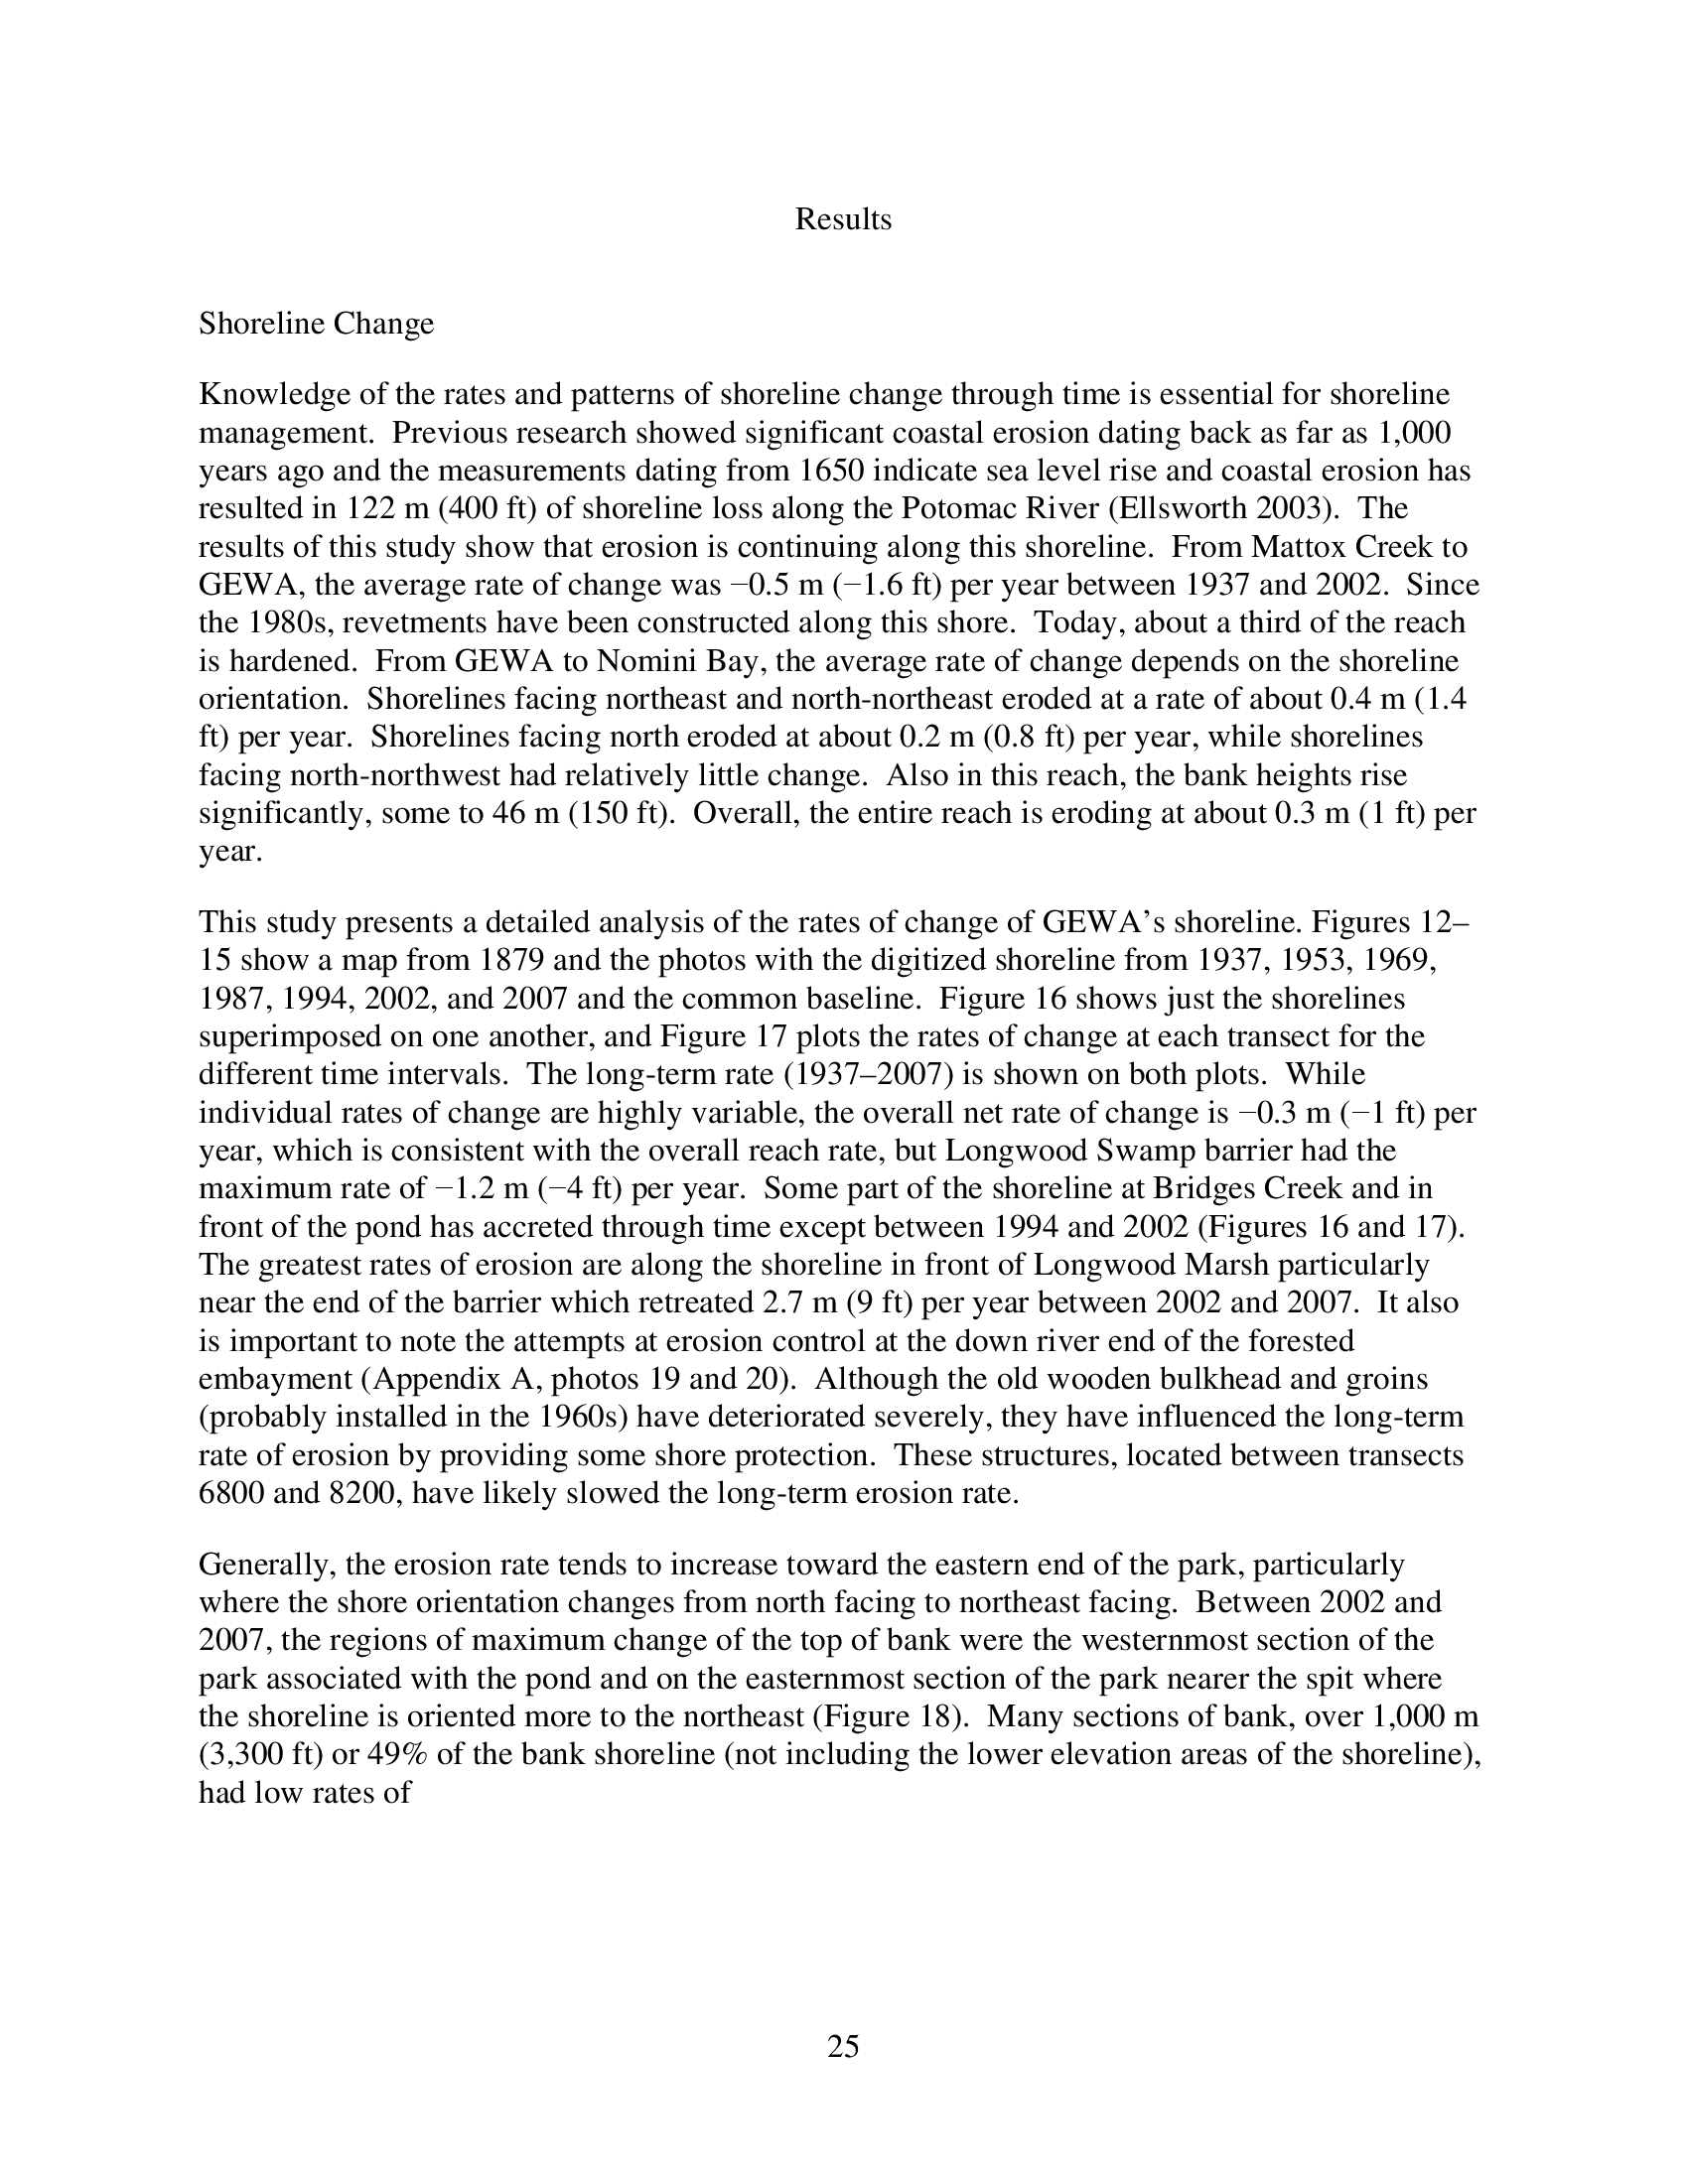 Results
Shoreline Change
Knowledge of the rates and patterns of shoreline change through time is essential for shoreline
management.  Previous research showed significant coastal erosion dating back as far as 1,000
years ago and the measurements dating from 1650 indicate sea level rise and coastal erosion has
resulted in 122 m (400 ft) of shoreline loss along the Potomac River (Ellsworth 2003).  The
results of this study show that erosion is continuing along this shoreline.  From Mattox Creek to
GEWA, the average rate of change was −0.5 m (−1.6 ft) per year between 1937 and 2002.  Since
the 1980s, revetments have been constructed along this shore.  Today, about a third of the reach
is hardened.  From GEWA to Nomini Bay, the average rate of change depends on the shoreline
orientation.  Shorelines facing northeast and north-northeast eroded at a rate of about 0.4 m (1.4
ft) per year.  Shorelines facing north eroded at about 0.2 m (0.8 ft) per year, while shorelines
facing north-northwest had relatively little change.  Also in this reach, the bank heights rise
significantly, some to 46 m (150 ft).  Overall, the entire reach is eroding at about 0.3 m (1 ft) per
year.
This study presents a detailed analysis of the rates of change of GEWA’s shoreline. Figures 12–
15 show a map from 1879 and the photos with the digitized shoreline from 1937, 1953, 1969,
1987, 1994, 2002, and 2007 and the common baseline.  Figure 16 shows just the shorelines
superimposed on one another, and Figure 17 plots the rates of change at each transect for the
different time intervals.  The long-term rate (1937–2007) is shown on both plots.  While
individual rates of change are highly variable, the overall net rate of change is −0.3 m (−1 ft) per
year, which is consistent with the overall reach rate, but Longwood Swamp barrier had the
maximum rate of −1.2 m (−4 ft) per year.  Some part of the shoreline at Bridges Creek and in
front of the pond has accreted through time except between 1994 and 2002 (Figures 16 and 17).
The greatest rates of erosion are along the shoreline in front of Longwood Marsh particularly
near the end of the barrier which retreated 2.7 m (9 ft) per year between 2002 and 2007.  It also
is important to note the attempts at erosion control at the down river end of the forested
embayment (Appendix A, photos 19 and 20).  Although the old wooden bulkhead and groins
(probably installed in the 1960s) have deteriorated severely, they have influenced the long-term
rate of erosion by providing some shore protection.  These structures, located between transects
6800 and 8200, have likely slowed the long-term erosion rate.
Generally, the erosion rate tends to increase toward the eastern end of the park, particularly
where the shore orientation changes from north facing to northeast facing.  Between 2002 and
2007, the regions of maximum change of the top of bank were the westernmost section of the
park associated with the pond and on the easternmost section of the park nearer the spit where
the shoreline is oriented more to the northeast (Figure 18).  Many sections of bank, over 1,000 m
(3,300 ft) or 49% of the bank shoreline (not including the lower elevation areas of the shoreline),
had low rates of
25